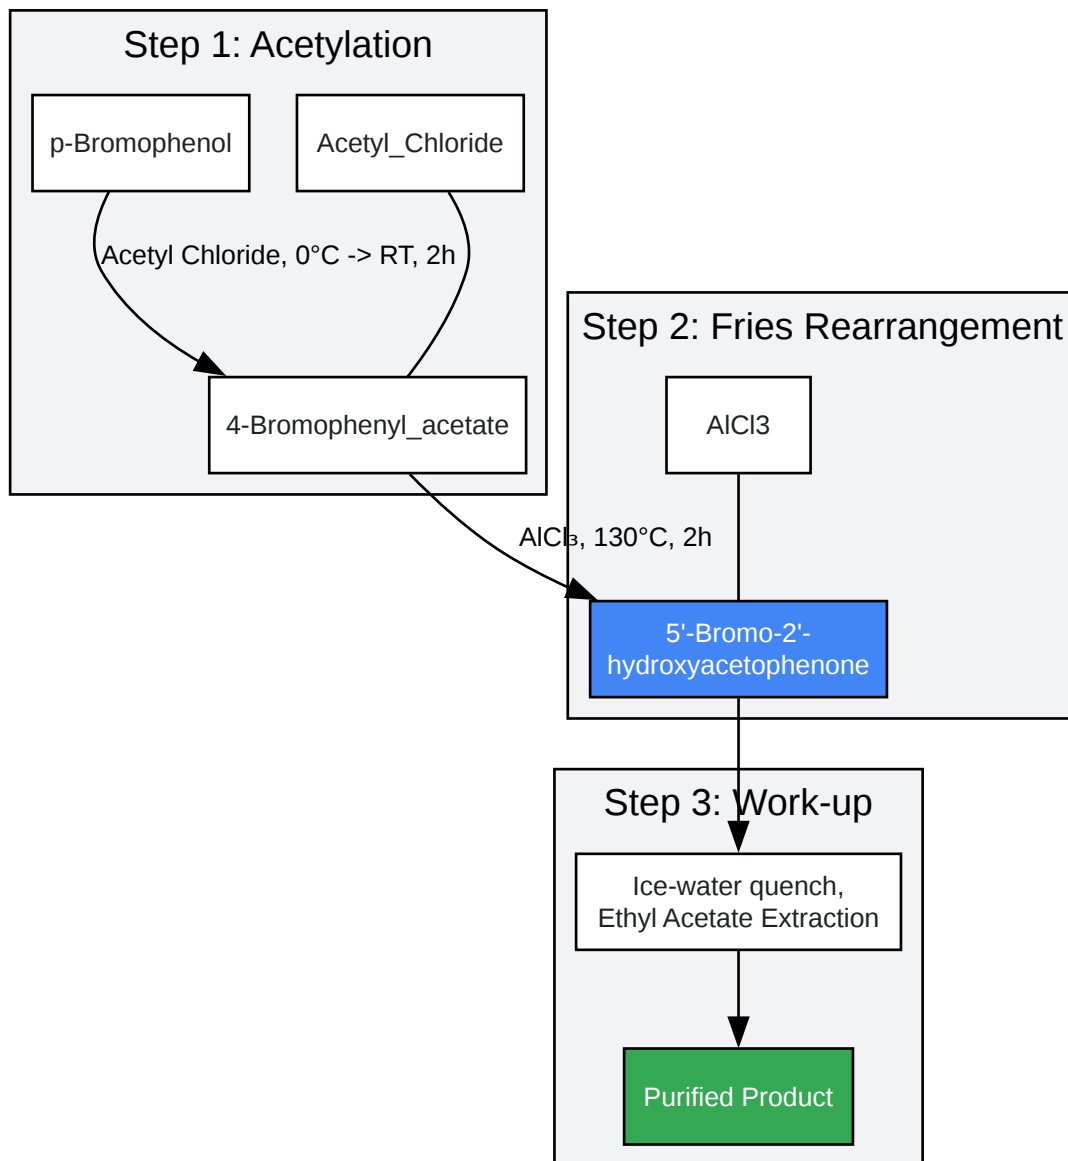 Step 1: Acetylation
p-Bromophenol
Acetyl_Chloride
Acetyl Chloride, 0°C -> RT, 2h
4-Bromophenyl_acetate
Step 2: Fries Rearrangement
AlCl3
AlCl₃, 130°C, 2h
5'-Bromo-2'-
hydroxyacetophenone
Step 3: Work-up
Ice-water quench,
Ethyl Acetate Extraction
Purified Product